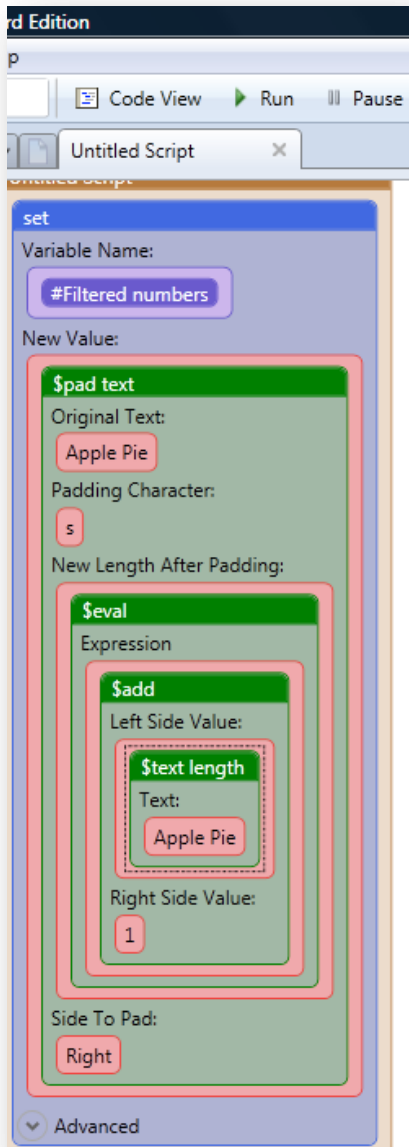 rd Edition
p
Code View Run Pause
Untitled Script
Untitled Script
set
Variable Name:
#Filtered numbers
New Value:
$pad text
Original Text:
Apple Pie
Padding Character:
s
New Length After Padding:
$eval
Expression
$add
Left Side Value:
$text length
Text:
Apple Pie
Right Side Value:
1
Side To Pad:
Right
Advanced